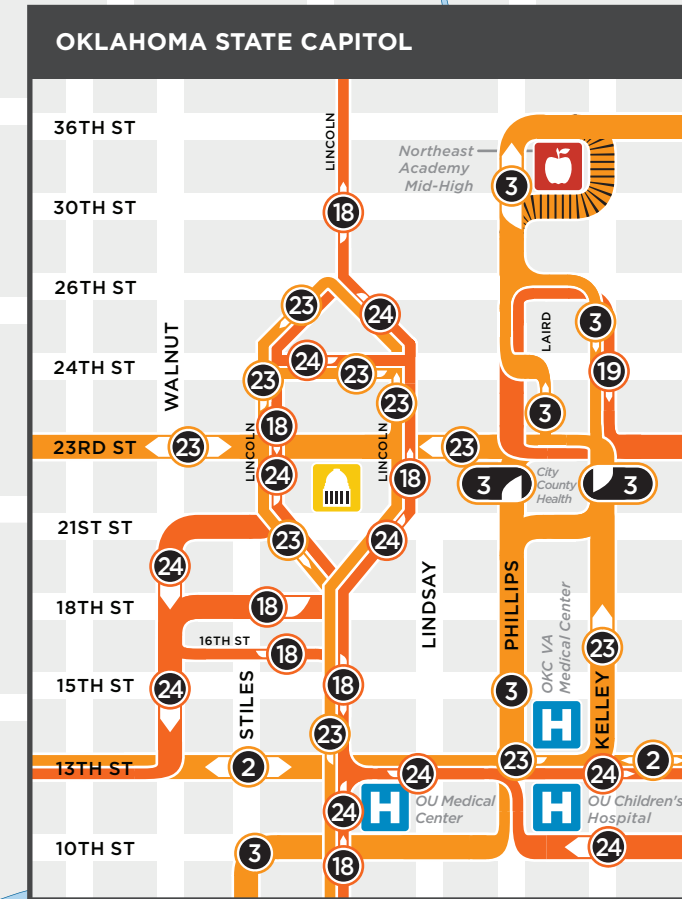 OKLAHOMA STATE CAPITOL
36TH ST
LINCOLN
Northeast
Academy
Mid-High
3
30TH ST
18
26TH ST
23
24
3
LAIRD
WALNUT
24TH ST
24
23
19
23
23
3
18
23RD ST
23
LINCOLN
LINCOLN
23
24
18
3
City
County
Health
3
21ST ST
23
24
24
LINDSAY
PHILLIPS
OKC VA
Medical Center
18TH ST
18
16TH ST
18
23
15TH ST
24
STILES
18
3
KELLEY
23
H
13TH ST
2
24
23
24
2
24
H
OU Medical
Center
H
OU Children's
Hospital
10TH ST
3
18
24